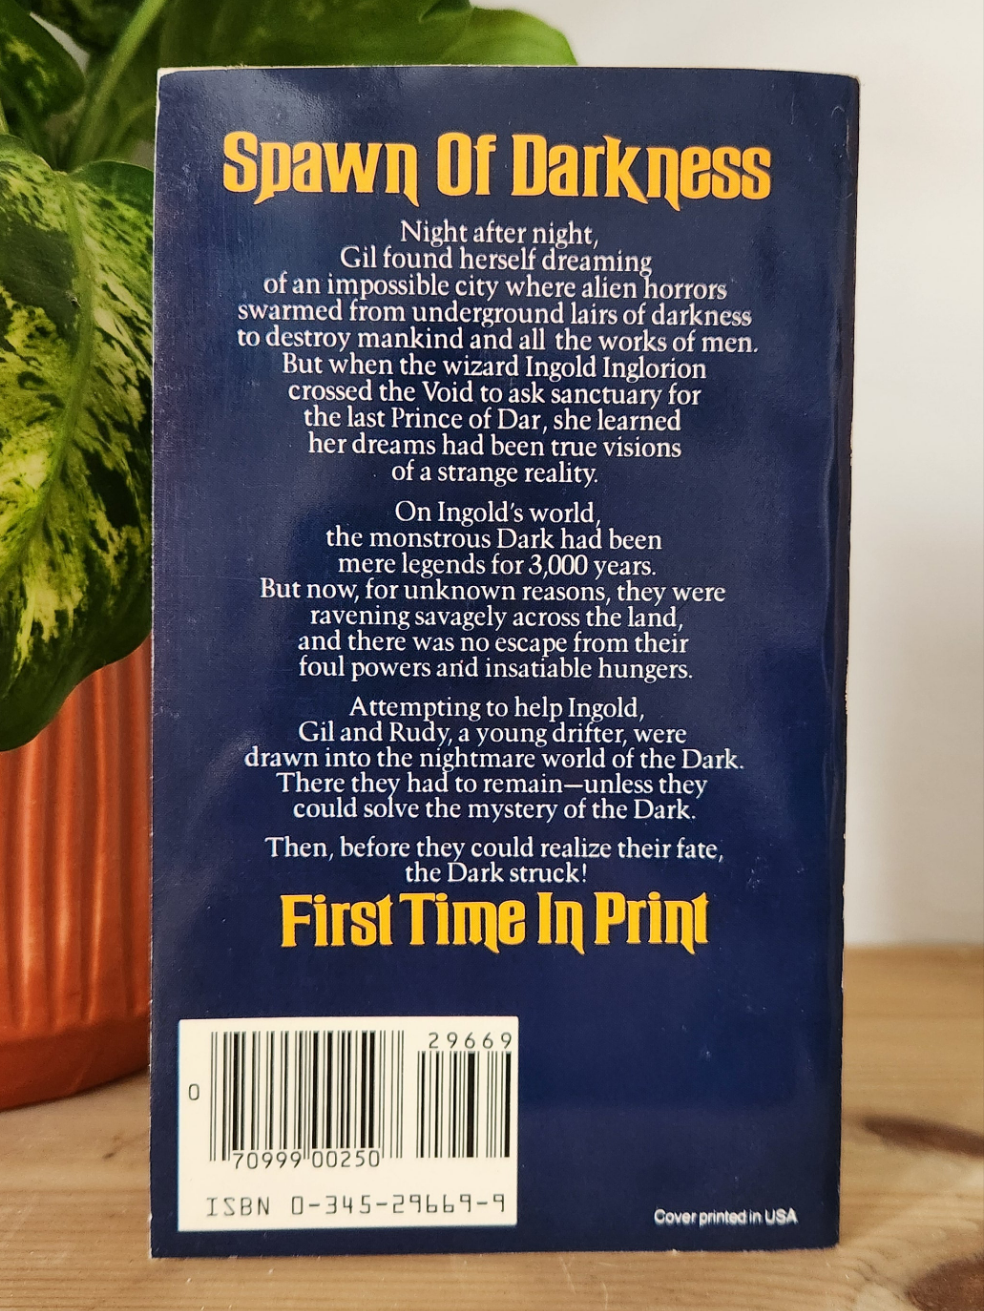 Spawn Of Darkness
Night after night,
Gil found herself dreaming
of an impossible city where alien horrors
swarmed from underground lairs of darkness
to destroy mankind and all the works of men.
But when the wizard Ingold Inglorion
crossed the Void to ask sanctuary for
the last Prince of Dar, she learned
her dreams had been true visions
of a strange reality.
On Ingold's world,
the monstrous Dark had been
mere legends for 3,000 years.
But now, for unknown reasons, they were
ravening savagely across the land,
and there was no escape from their
foul powers and insatiable hungers.
Attempting to help Ingold,
Gil and Rudy, a young drifter, were
drawn into the nightmare world of the Dark.
There they had to remain—unless they
could solve the mystery of the Dark.
Then, before they could realize their fate,
the Dark struck!
First Time In Print
29669
0
70999 00250
ISBN 0-345-29669-9
Cover printed in USA